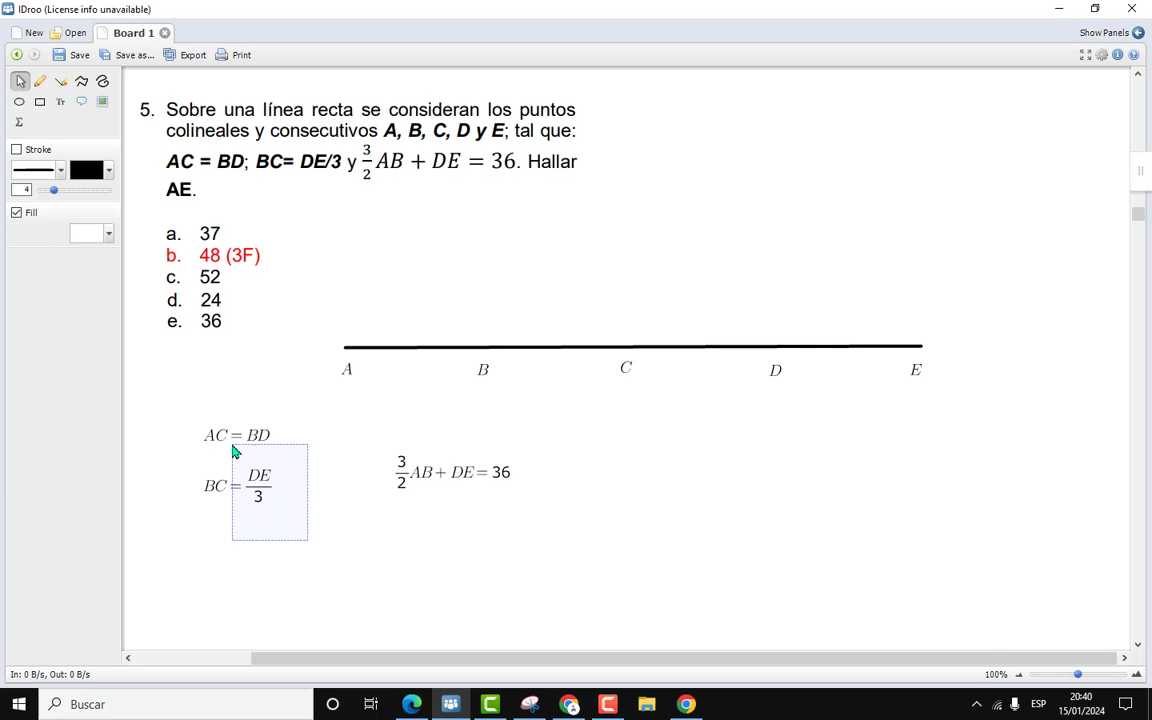 IDroo (License info unavailable)
New Open Board 1 Show Panels
Save Save as... Export Print
Tr
Σ
Stroke
4
Fill
5. Sobre una línea recta se consideran los puntos
colineales y consecutivos A, B, C, D y E; tal que:
AC = BD; BC= DE/3 y 3/2 AB + DE = 36. Hallar
AE.
a. 37
b. 48 (3F)
c. 52
d. 24
e. 36
A B C D E
AC = BD
BC = DE/3
3/2 AB + DE = 36
In: 0 B/s, Out: 0 B/s 100%
Buscar ESP 20:40
15/01/2024